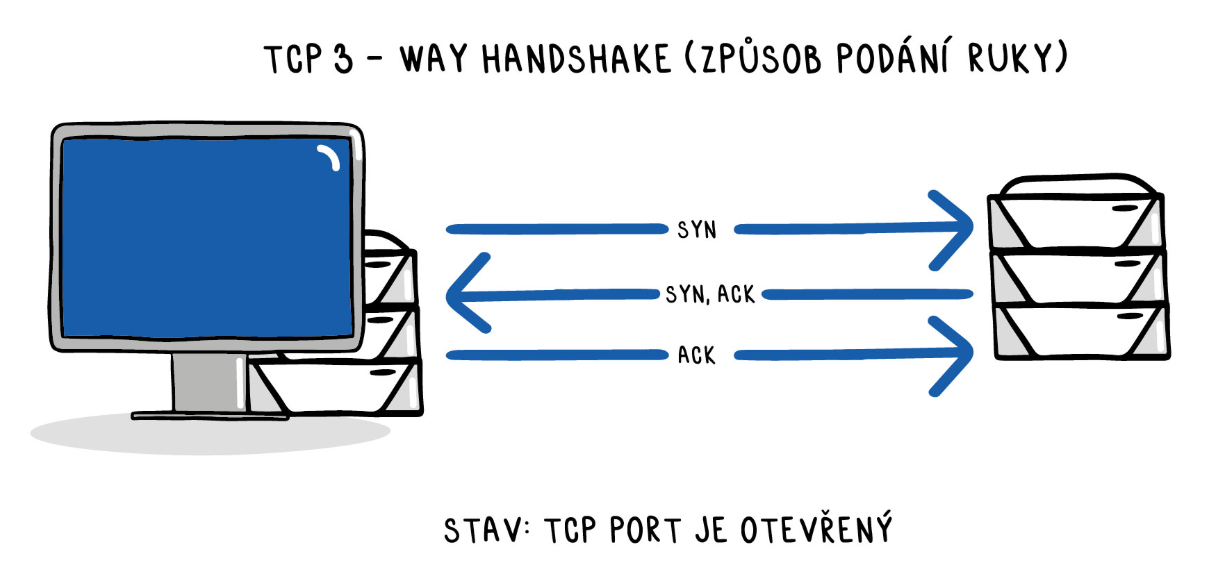 TCP 3 - WAY HANDSHAKE (ZPŮSOB PODÁNÍ RUKY)
SYN
SYN, ACK
ACK
STAV: TCP PORT JE OTEVŘENÝ